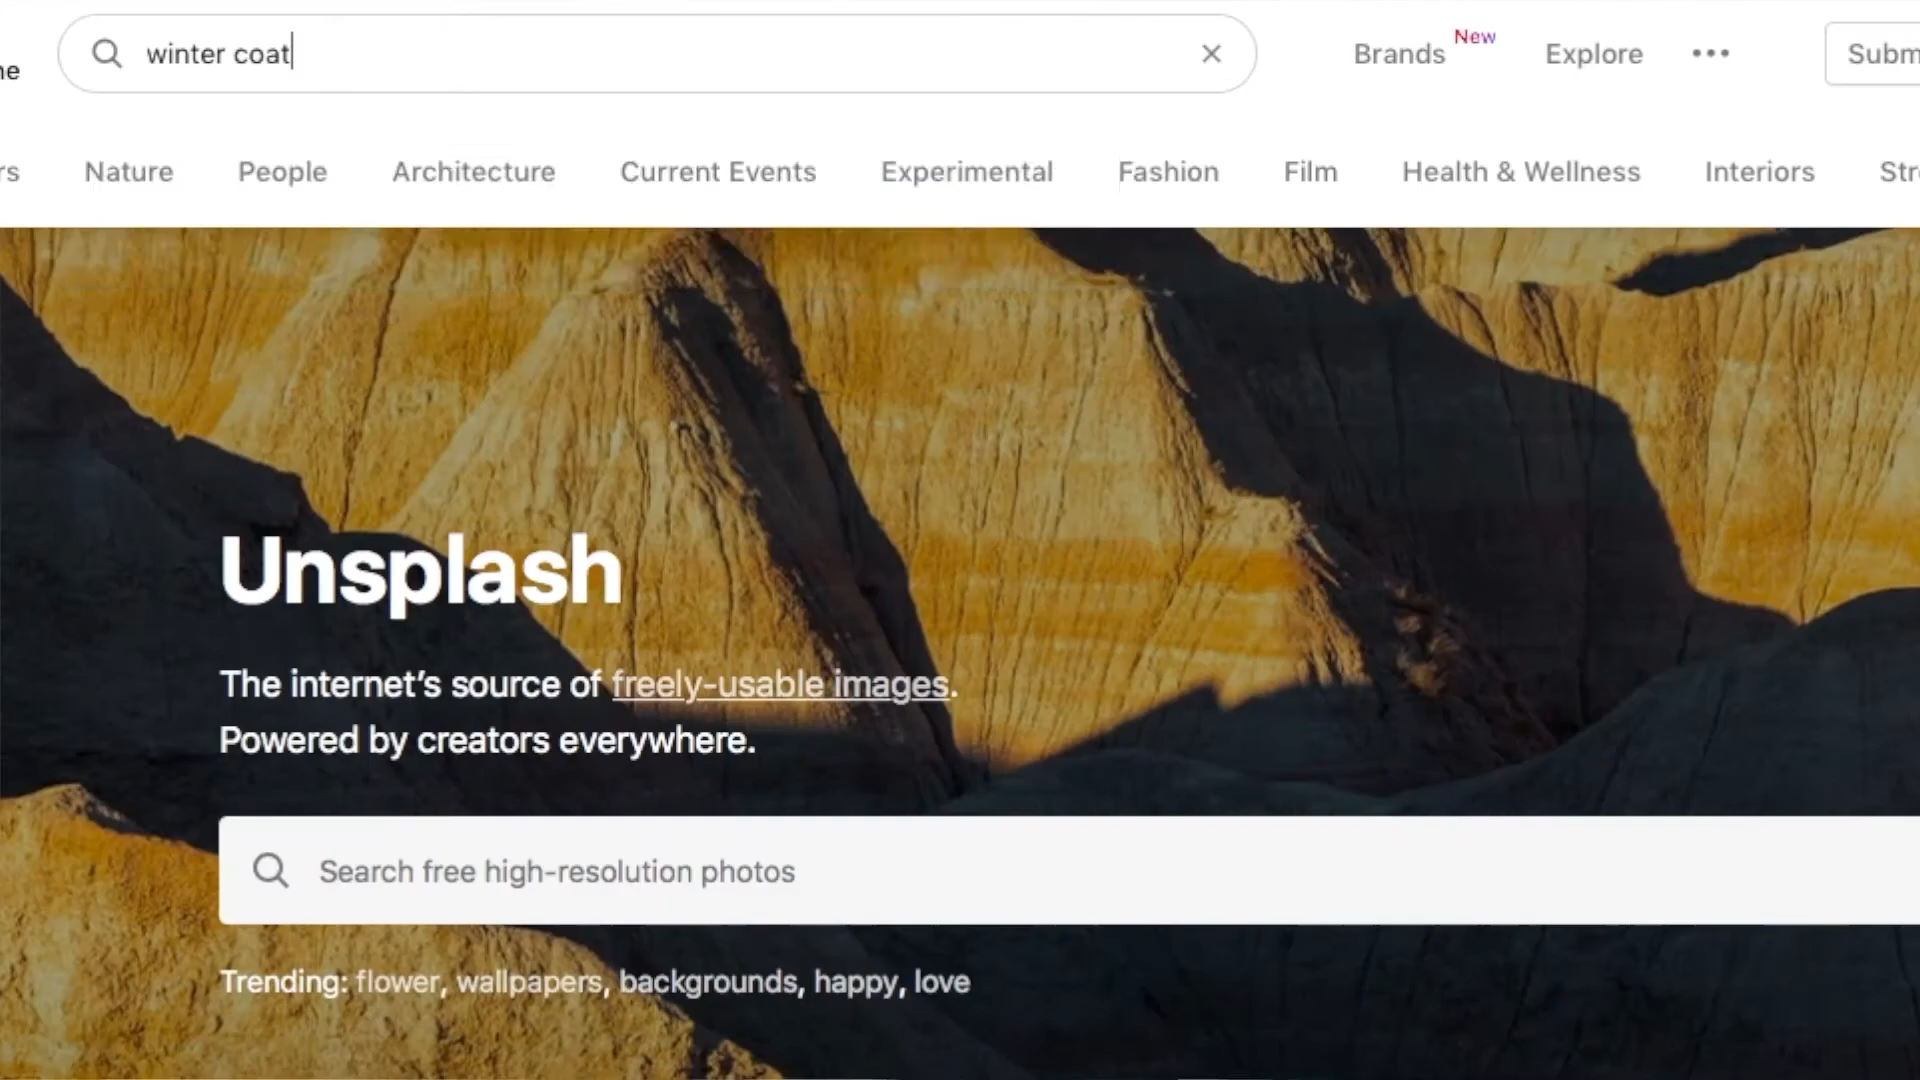 winter coat
Brands New Explore
Nature People Architecture Current Events Experimental Fashion Film Health & Wellness Interiors
Unsplash
The internet's source of freely-usable images.
Powered by creators everywhere.
Search free high-resolution photos
Trending: flower, wallpapers, backgrounds, happy, love